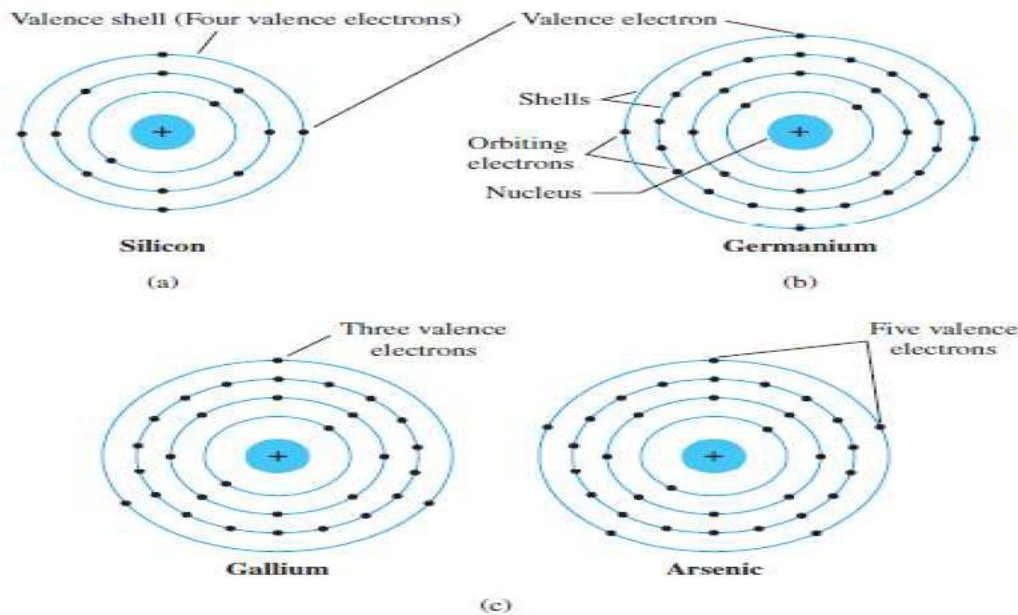 Valence shell (Four valence electrons)
Valence electron
Shells
Orbiting
electrons
Nucleus
+
+
Silicon
Germanium
(a)
(b)
Three valence
electrons
Five valence
electrons
+
+
Gallium
Arsenic
(c)